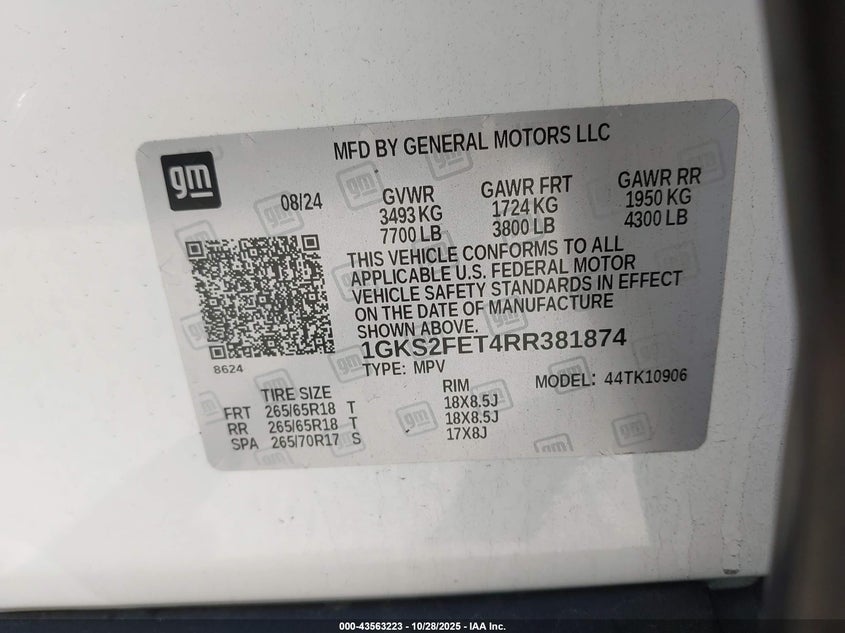 MFD BY GENERAL MOTORS LLC
gm
08/24
GVWR GAWR FRT GAWR RR
3493 KG 1724 KG 1950 KG
7700 LB 3800 LB 4300 LB
THIS VEHICLE CONFORMS TO ALL
APPLICABLE U.S. FEDERAL MOTOR
VEHICLE SAFETY STANDARDS IN EFFECT
ON THE DATE OF MANUFACTURE
SHOWN ABOVE.
8624
1GKS2FET4RR381874
TYPE: MPV
MODEL: 44TK10906
TIRE SIZE RIM
FRT 265/65R18 T 18X8.5J
RR 265/65R18 T 18X8.5J
SPA 265/70R17 S 17X8J
000-43563223 - 10/28/2025 - IAA Inc.